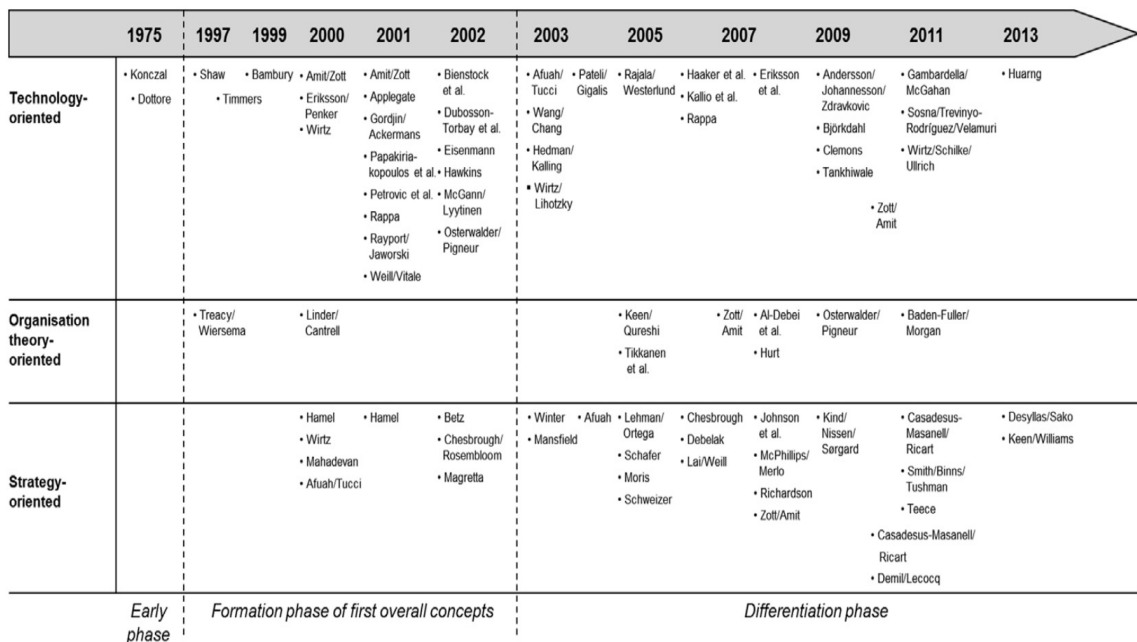 1975 1997 1999 2000 2001 2002 2003 2005 2007 2009 2011 2013
Technology-
oriented
• Konczal
• Dottore
• Shaw
• Timmers
• Bambury
• Amit/Zott
• Eriksson/
Penker
• Wirtz
• Amit/Zott
• Applegate
• Gordjin/
Ackermans
• Papakiria-
kopoulos et al.
• Petrovic et al.
• Rappa
• Rayport/
Jaworski
• Weill/Vitale
• Bienstock
et al.
• Dubosson-
Torbay et al.
• Eisenmann
• Hawkins
• McGann/
Lyytinen
• Osterwalder/
Pigneur
• Afuah/
Tucci
• Wang/
Chang
• Hedman/
Kalling
▪ Wirtz/
Lihotzky
• Pateli/
Gigalis
• Rajala/
Westerlund
• Haaker et al.
• Kallio et al.
• Rappa
• Eriksson
et al.
• Andersson/
Johannesson/
Zdravkovic
• Björkdahl
• Clemons
• Tankhiwale
• Zott/
Amit
• Gambardella/
McGahan
• Sosna/Trevinyo-
Rodríguez/Velamuri
• Wirtz/Schilke/
Ullrich
• Huarng
Organisation
theory-
oriented
• Treacy/
Wiersema
• Linder/
Cantrell
• Keen/
Qureshi
• Tikkanen
et al.
• Zott/
Amit
• Al-Debei
et al.
• Hurt
• Osterwalder/
Pigneur
• Baden-Fuller/
Morgan
Strategy-
oriented
• Hamel
• Wirtz
• Mahadevan
• Afuah/Tucci
• Hamel
• Betz
• Chesbrough/
Rosembloom
• Magretta
• Winter
• Mansfield
• Afuah
• Lehman/
Ortega
• Schafer
• Moris
• Schweizer
• Chesbrough
• Debelak
• Lai/Weill
• Johnson
et al.
• McPhillips/
Merlo
• Richardson
• Zott/Amit
• Kind/
Nissen/
Sørgard
• Casadesus-
Masanell/
Ricart
• Smith/Binns/
Tushman
• Teece
• Casadesus-Masanell/
Ricart
• Demil/Lecocq
• Desyllas/Sako
• Keen/Williams
Early
phase
Formation phase of first overall concepts
Differentiation phase